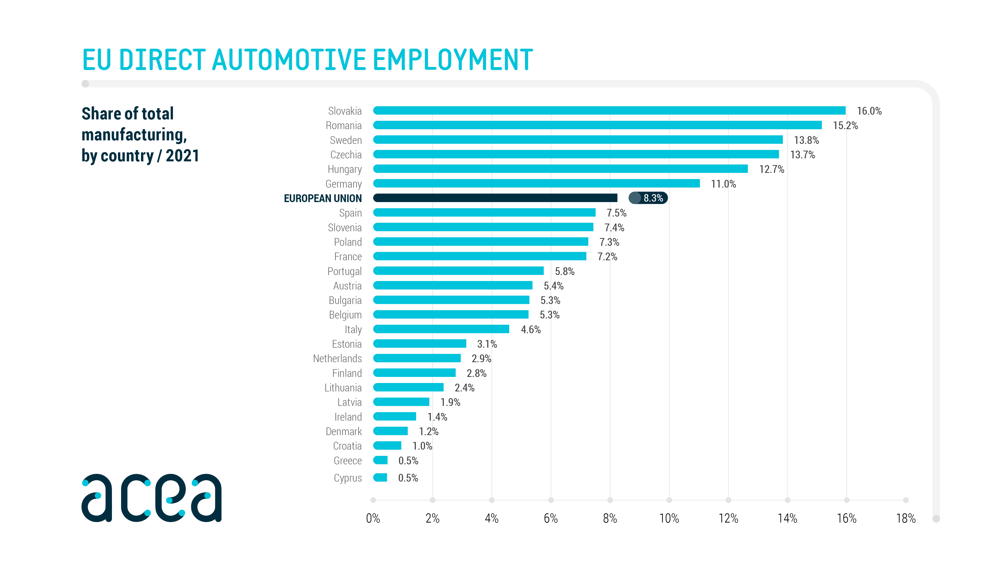 EU DIRECT AUTOMOTIVE EMPLOYMENT
Share of total
manufacturing,
by country / 2021
Slovakia 16.0%
Romania 15.2%
Sweden 13.8%
Czechia 13.7%
Hungary 12.7%
Germany 11.0%
EUROPEAN UNION 8.3%
Spain 7.5%
Slovenia 7.4%
Poland 7.3%
France 7.2%
Portugal 5.8%
Austria 5.4%
Bulgaria 5.3%
Belgium 5.3%
Italy 4.6%
Estonia 3.1%
Netherlands 2.9%
Finland 2.8%
Lithuania 2.4%
Latvia 1.9%
Ireland 1.4%
Denmark 1.2%
Croatia 1.0%
Greece 0.5%
Cyprus 0.5%
0% 2% 4% 6% 8% 10% 12% 14% 16% 18%
acea